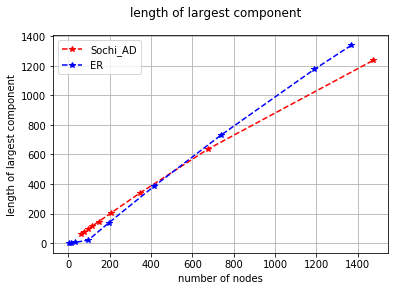 length of largest component
Sochi_AD
ER
length of largest component
1400
1200
1000
800
600
400
200
0
0 200 400 600 800 1000 1200 1400
number of nodes